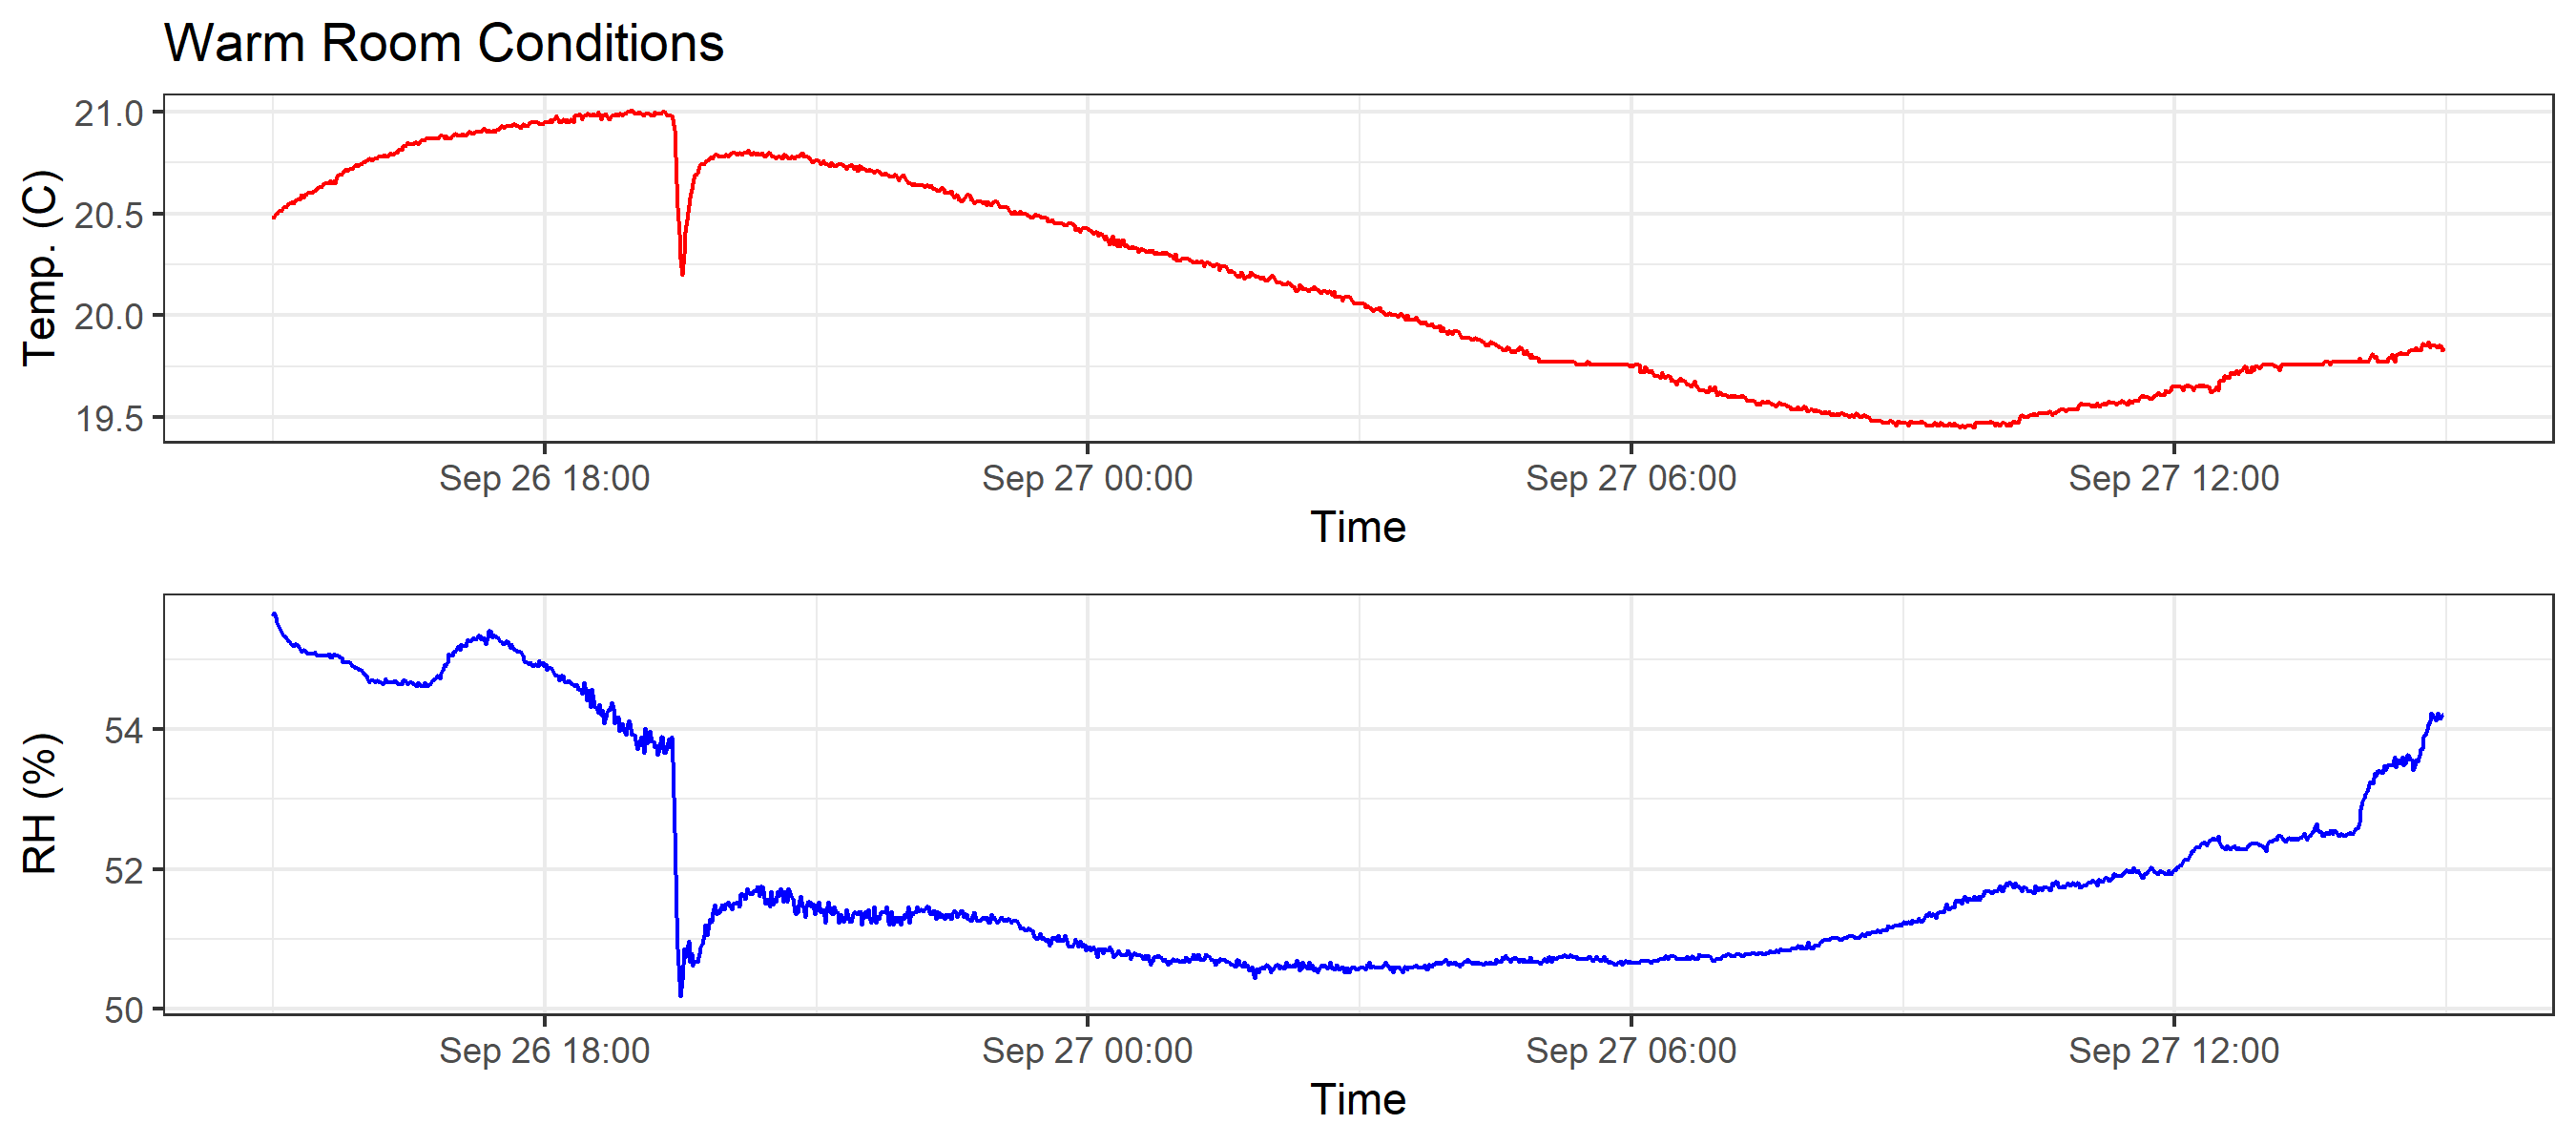 Warm Room Conditions
Temp. (C)
21.0
20.5
20.0
19.5
Sep 26 18:00 Sep 27 00:00 Sep 27 06:00 Sep 27 12:00
Time
RH (%)
54
52
50
Sep 26 18:00 Sep 27 00:00 Sep 27 06:00 Sep 27 12:00
Time